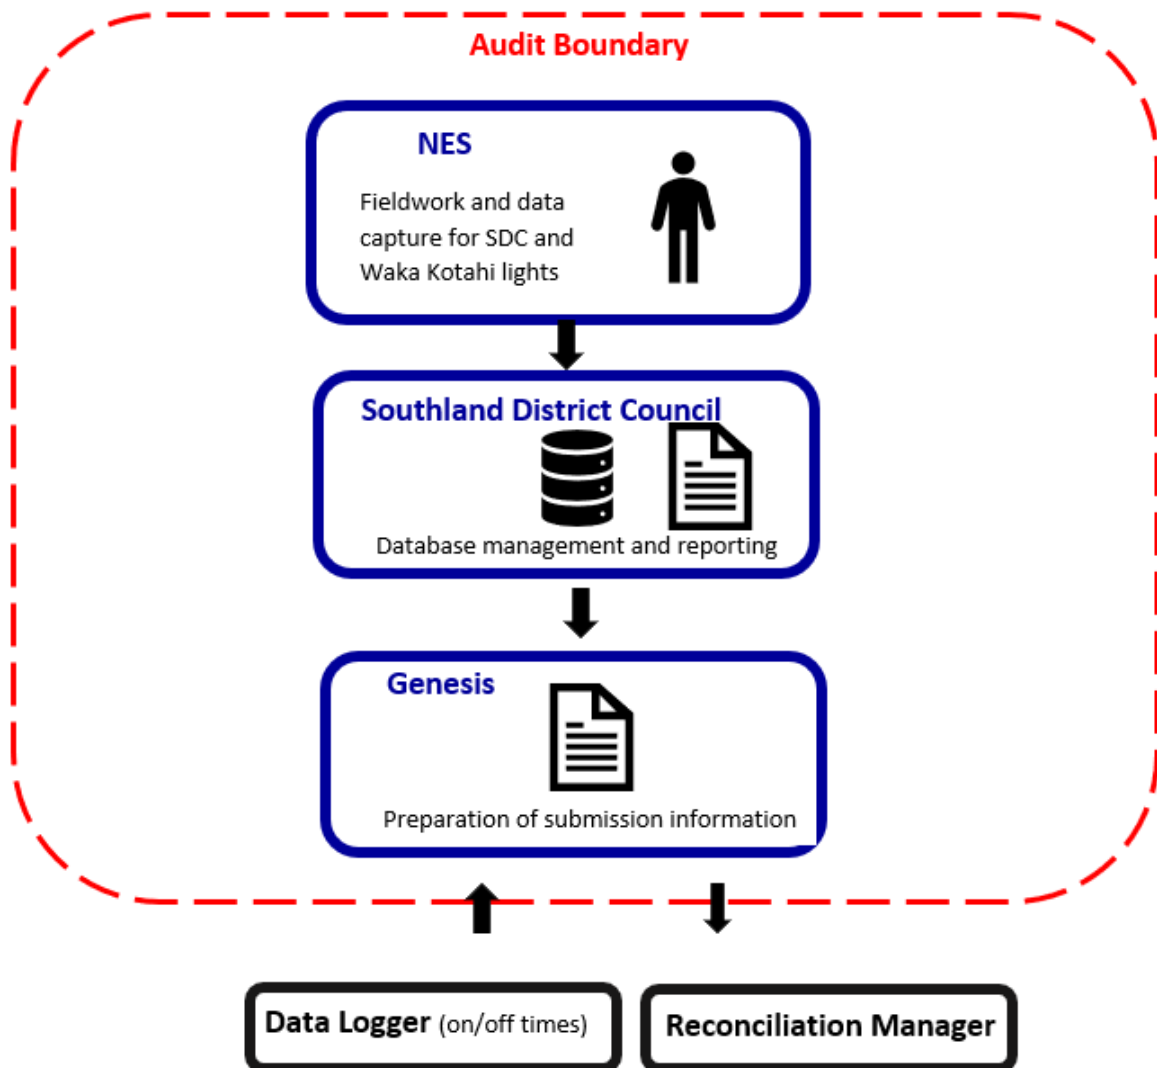 Audit Boundary
NES
Fieldwork and data
capture for SDC and
Waka Kotahi lights
Southland District Council
Database management and reporting
Genesis
Preparation of submission information
Data Logger (on/off times)
Reconciliation Manager